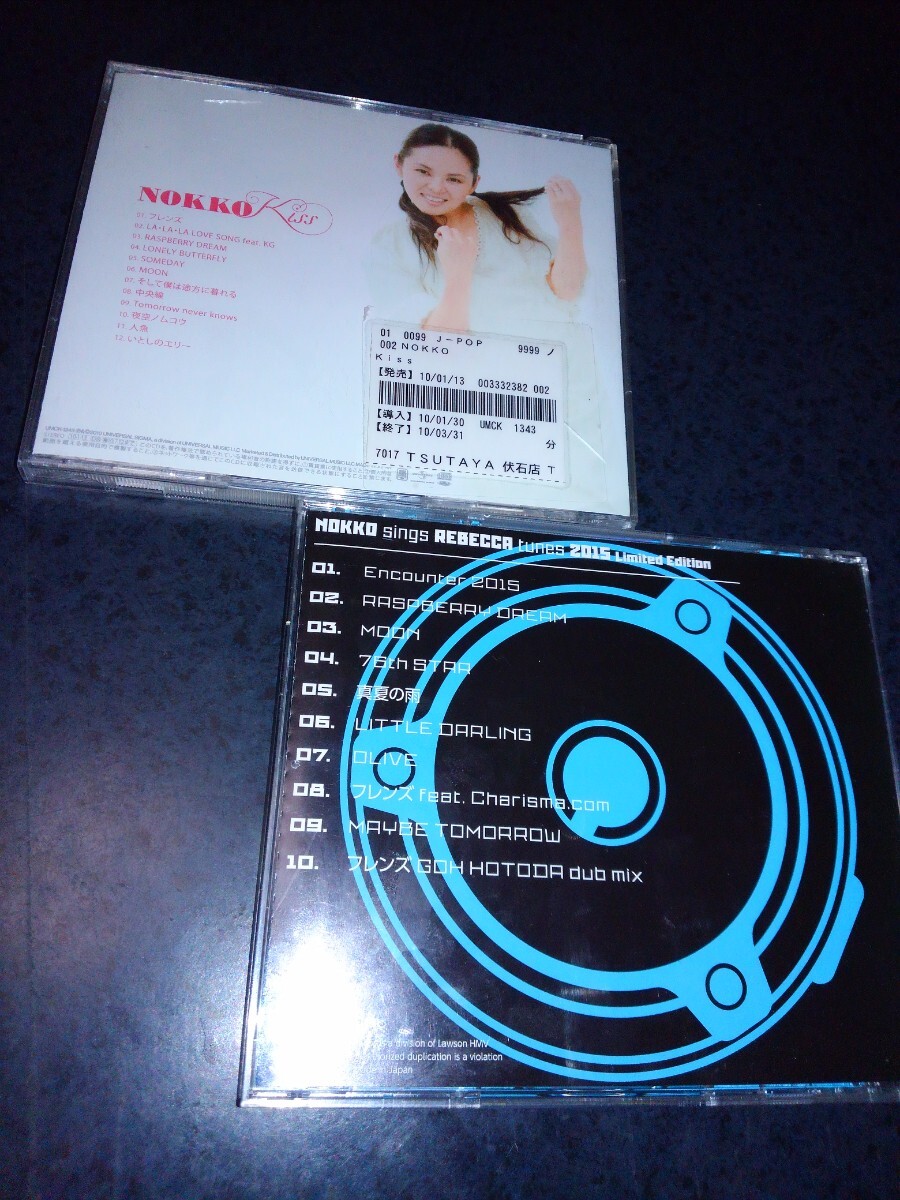 NOKKO Kiss
01. フレンズ
02. LA・LA・LA LOVE SONG feat. KG
03. RASPBERRY DREAM
04. LONELY BUTTERFLY
05. SOMEDAY
06. MOON
07. そして僕は途方に暮れる
08. 中央線
09. Tomorrow never knows
10. 夜空ノムコウ
11. 人魚
12. いとしのエリー
01 0099 J-POP 9999 ノ
002 NOKKO
Kiss
【発売】10/01/13 003332382 002
【導入】10/01/30 UMCK 1343
【終了】10/03/31 分
7017 TSUTAYA 伏石店 T
NOKKO sings REBECCA tunes 2015 Limited Edition
01. Encounter 2015
02. RASPBERRY DREAM
03. MOON
04. 76th STAR
05. 真夏の雨
06. LITTLE DARLING
07. OLIVE
08. フレンズ feat. Charisma.com
09. MAYBE TOMORROW
10. フレンズ GOH HOTODA dub mix
a division of Lawson HMV
duplication is a violation
Japan